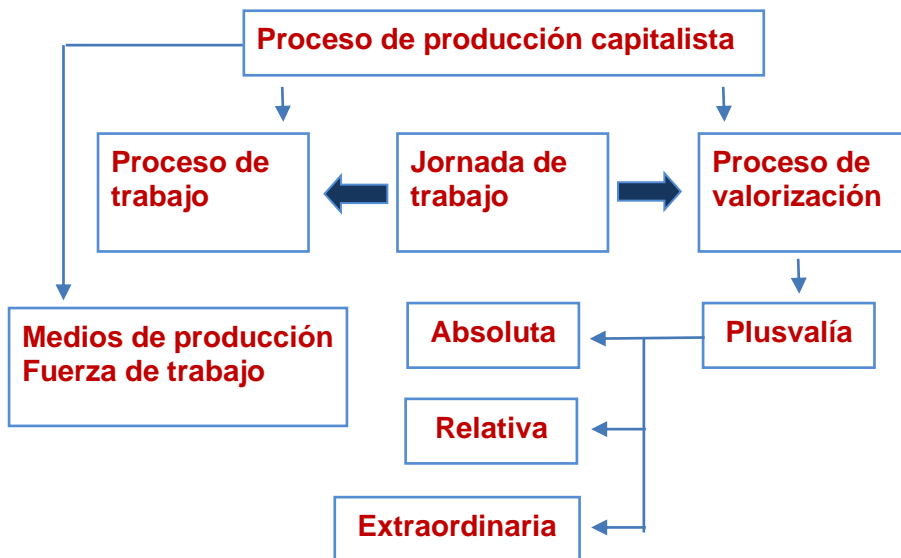 Proceso de producción capitalista
Proceso de
trabajo
Jornada de
trabajo
Proceso de
valorización
Medios de producción
Fuerza de trabajo
Absoluta
Plusvalía
Relativa
Extraordinaria